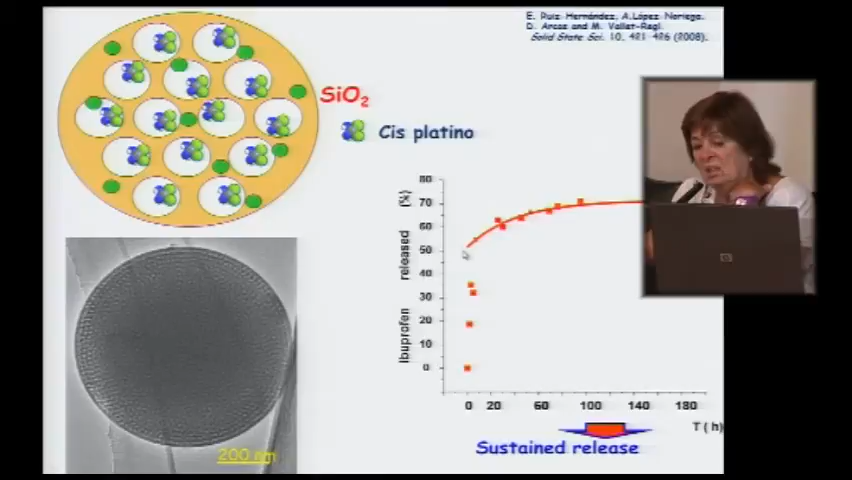 E. Ruiz Hernández, A.López Noriega,
D. Arcos and M. Vallet-Regí.
Solid State Sci. 10, 421-426 (2008).
SiO2
Cis platino
80
70
60
50
40
30
20
10
0
Ibuprofen released (%)
0 20 60 100 140 180
T ( h)
Sustained release
200 nm
hp